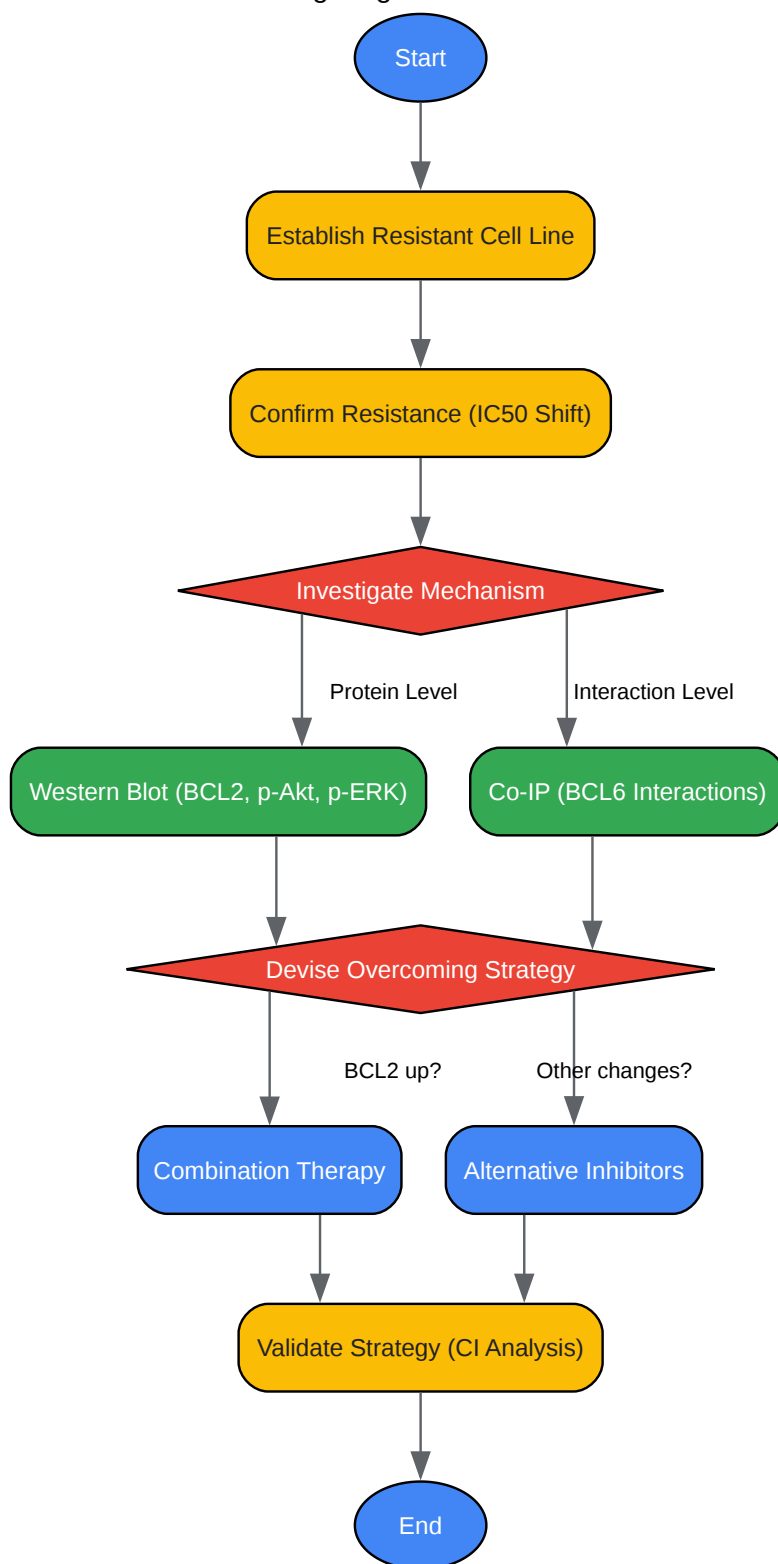 Start
Establish Resistant Cell Line
Confirm Resistance (IC50 Shift)
Investigate Mechanism
Protein Level
Interaction Level
Western Blot (BCL2, p-Akt, p-ERK)
Co-IP (BCL6 Interactions)
Devise Overcoming Strategy
BCL2 up?
Other changes?
Combination Therapy
Alternative Inhibitors
Validate Strategy (CI Analysis)
End